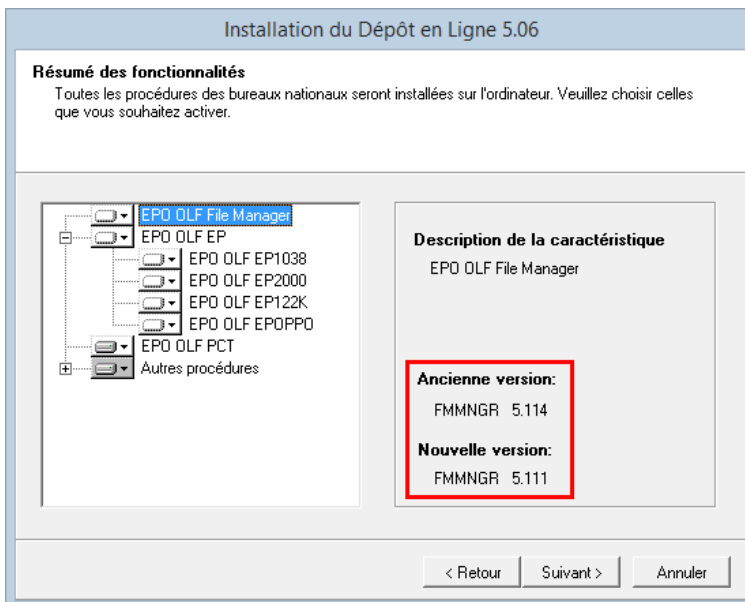 Installation du Dépôt en Ligne 5.06
Résumé des fonctionnalités
Toutes les procédures des bureaux nationaux seront installées sur l'ordinateur. Veuillez choisir celles
que vous souhaitez activer.
EPO OLF File Manager
EPO OLF EP
EPO OLF EP1038
EPO OLF EP2000
EPO OLF EP122K
EPO OLF EPOPPO
EPO OLF PCT
Autres procédures
Description de la caractéristique
EPO OLF File Manager
Ancienne version:
FMMNGR 5.114
Nouvelle version:
FMMNGR 5.111
< Retour
Suivant >
Annuler